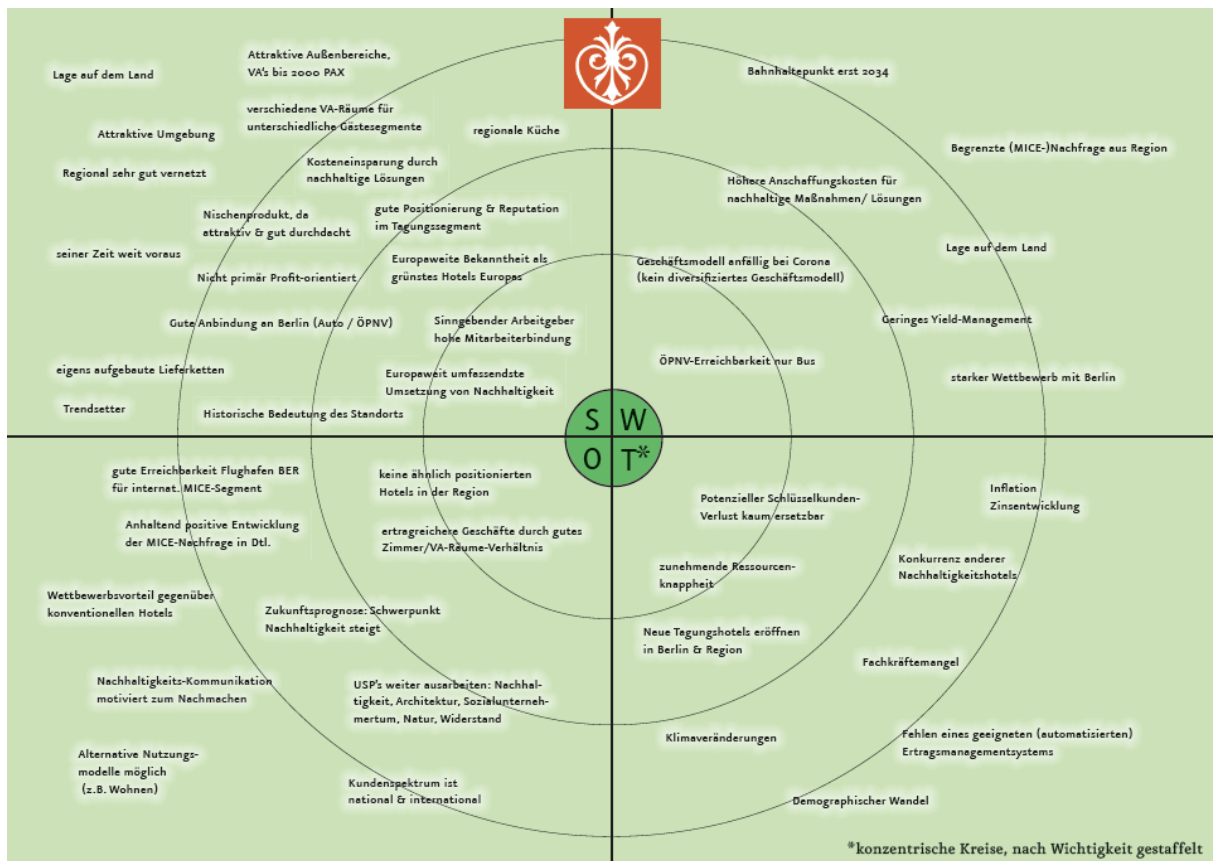 Lage auf dem Land
Attraktive Außenbereiche,
VA's bis 2000 PAX
verschiedene VA-Räume für
unterschiedliche Gästesegmente
Attraktive Umgebung
regionale Küche
Regional sehr gut vernetzt
Kosteneinsparung durch
nachhaltige Lösungen
Nischenprodukt, da
attraktiv & gut durchdacht
gute Positionierung & Reputation
im Tagungssegment
seiner Zeit weit voraus
Nicht primär Profit-orientiert
Europaweite Bekanntheit als
grünstes Hotels Europas
Gute Anbindung an Berlin (Auto / ÖPNV)
Sinngebender Arbeitgeber
hohe Mitarbeiterbindung
eigens aufgebaute Lieferketten
Europaweit umfassendste
Umsetzung von Nachhaltigkeit
Trendsetter
Historische Bedeutung des Standorts
Bahnhaltepunkt erst 2034
Begrenzte (MICE-)Nachfrage aus Region
Höhere Anschaffungskosten für
nachhaltige Maßnahmen/ Lösungen
Lage auf dem Land
Geschäftsmodell anfällig bei Corona
(kein diversifiziertes Geschäftsmodell)
Geringes Yield-Management
ÖPNV-Erreichbarkeit nur Bus
starker Wettbewerb mit Berlin
S W
O T*
gute Erreichbarkeit Flughafen BER
für internat. MICE-Segment
keine ähnlich positionierten
Hotels in der Region
Anhaltend positive Entwicklung
der MICE-Nachfrage in Dtl.
ertragreichere Geschäfte durch gutes
Zimmer/VA-Räume-Verhältnis
Wettbewerbsvorteil gegenüber
konventionellen Hotels
Zukunftsprognose: Schwerpunkt
Nachhaltigkeit steigt
Nachhaltigkeits-Kommunikation
motiviert zum Nachmachen
USP's weiter ausarbeiten: Nachhal-
tigkeit, Architektur, Sozialunterneh-
mertum, Natur, Widerstand
Alternative Nutzungs-
modelle möglich
(z.B. Wohnen)
Kundenspektrum ist
national & international
Inflation
Zinsentwicklung
Potenzieller Schlüsselkunden-
Verlust kaum ersetzbar
Konkurrenz anderer
Nachhaltigkeitshotels
zunehmende Ressourcen-
knappheit
Neue Tagungshotels eröffnen
in Berlin & Region
Fachkräftemangel
Klimaveränderungen
Fehlen eines geeigneten (automatisierten)
Ertragsmanagementsystems
Demographischer Wandel
*konzentrische Kreise, nach Wichtigkeit gestaffelt